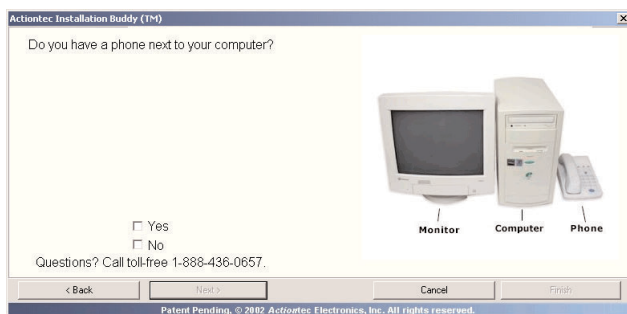 Actiontec Installation Buddy (TM)
Do you have a phone next to your computer?
Monitor Computer Phone
Yes
No
Questions? Call toll-free 1-888-436-0657.
< Back Next > Cancel Finish
Patent Pending, © 2002 Actiontec Electronics, Inc. All rights reserved.